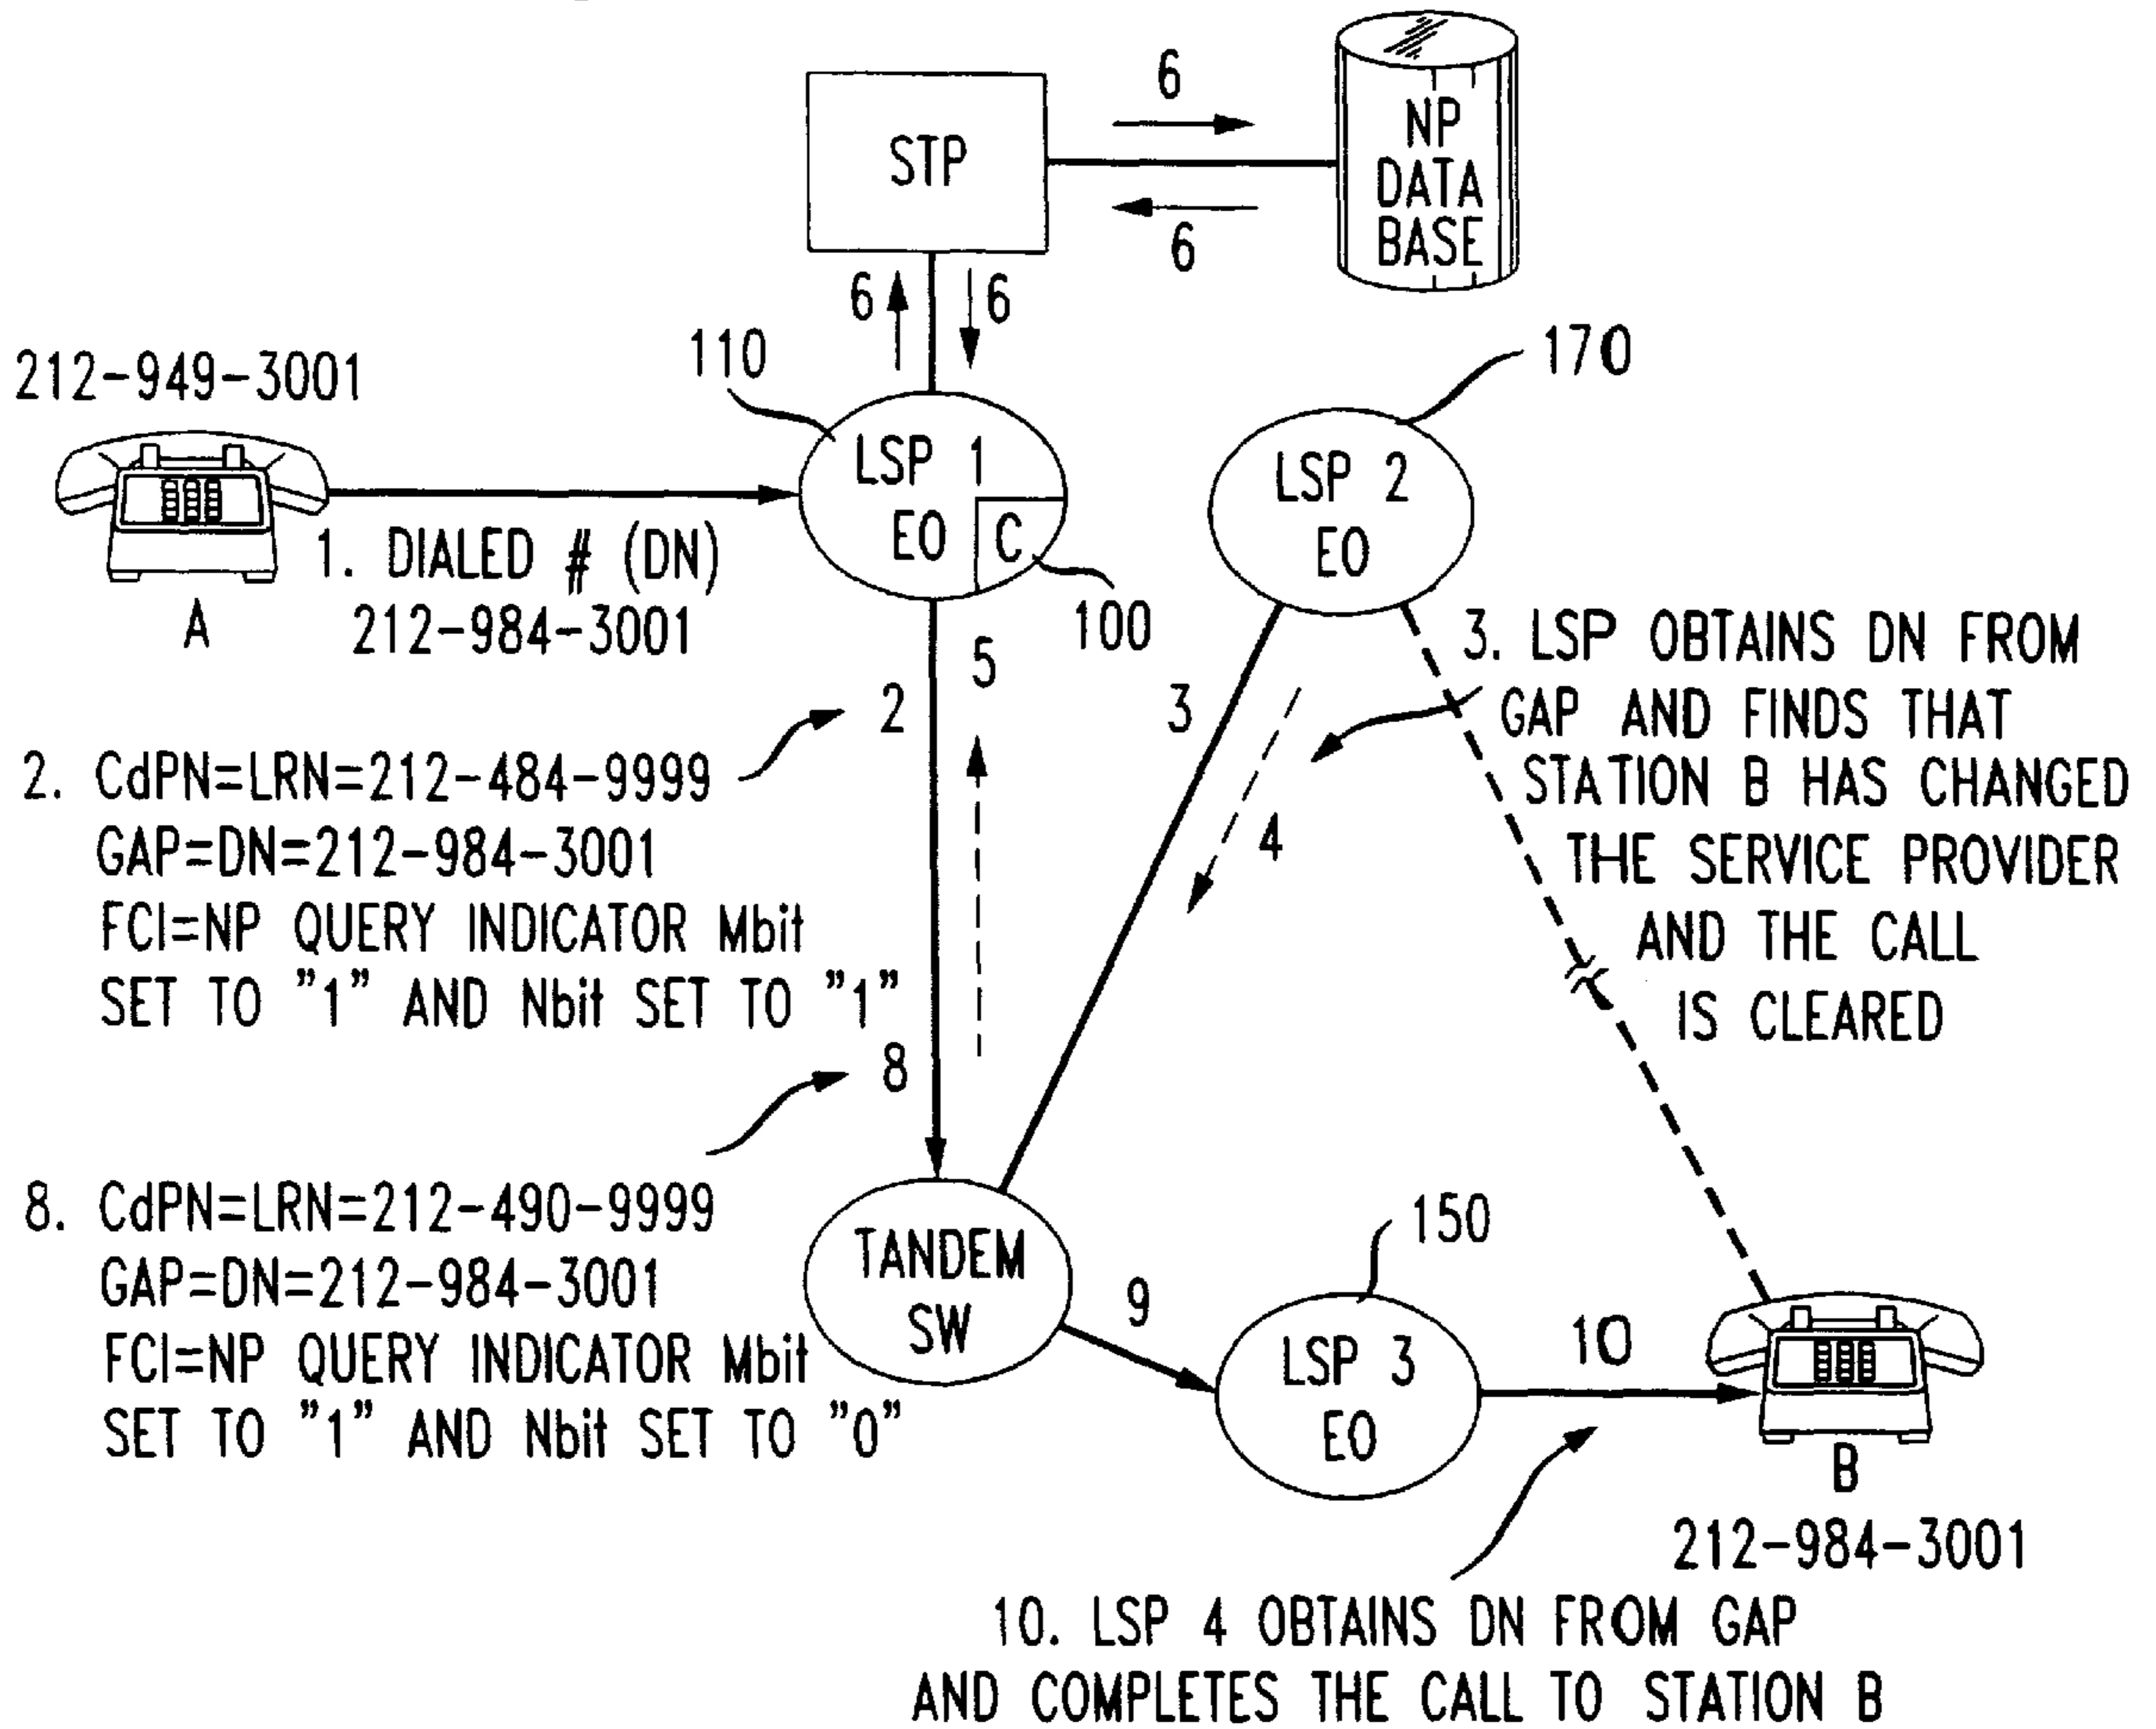 6
STP
NP
DATA
BASE
6
6
6
110
170
212-949-3001
LSP 1
EO
C
LSP 2
EO
1. DIALED # (DN)
212-984-3001
A
100
5
3. LSP OBTAINS DN FROM
GAP AND FINDS THAT
STATION B HAS CHANGED
THE SERVICE PROVIDER
AND THE CALL
IS CLEARED
2
3
4
2. CdPN=LRN=212-484-9999
GAP=DN=212-984-3001
FCI=NP QUERY INDICATOR Mbit
SET TO "1" AND Nbit SET TO "1"
8
8. CdPN=LRN=212-490-9999
GAP=DN=212-984-3001
FCI=NP QUERY INDICATOR Mbit
SET TO "1" AND Nbit SET TO "0"
TANDEM
SW
9
150
LSP 3
EO
10
B
212-984-3001
10. LSP 4 OBTAINS DN FROM GAP
AND COMPLETES THE CALL TO STATION B